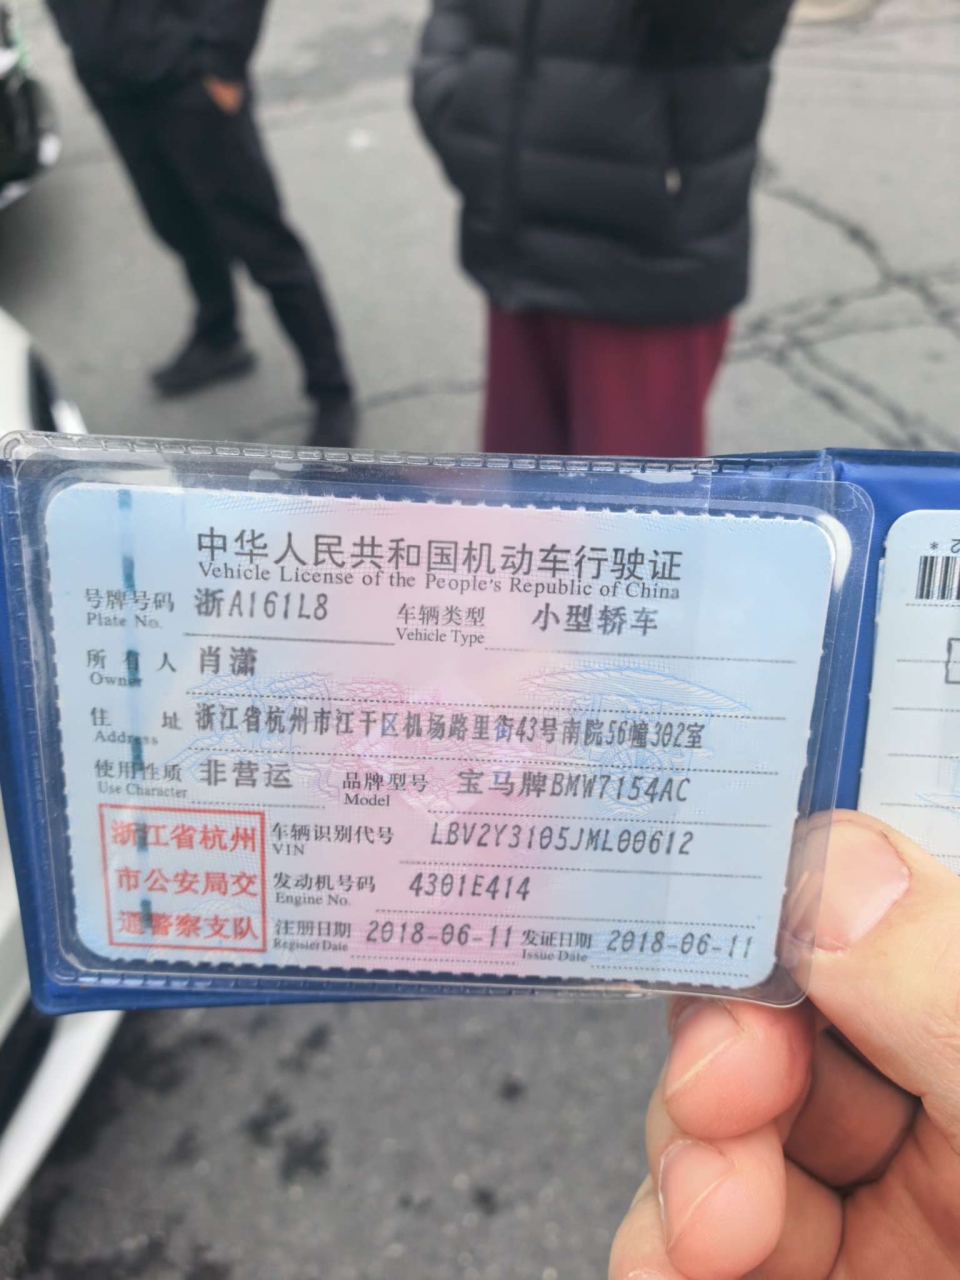 中华人民共和国机动车行驶证
Vehicle License of the People's Republic of China
号牌号码 浙A161L8 车辆类型 小型轿车
Plate No. Vehicle Type
所有人 肖潇
Owner
住址 浙江省杭州市江干区机场路里街43号南院56幢302室
Address
使用性质 非营运 品牌型号 宝马牌BMW7154AC
Use Character Model
浙江省杭州
市公安局交
通警察支队
车辆识别代号 LBV2Y3105JML00612
VIN
发动机号码 4301E414
Engine No.
注册日期 2018-06-11 发证日期 2018-06-11
Register Date Issue Date